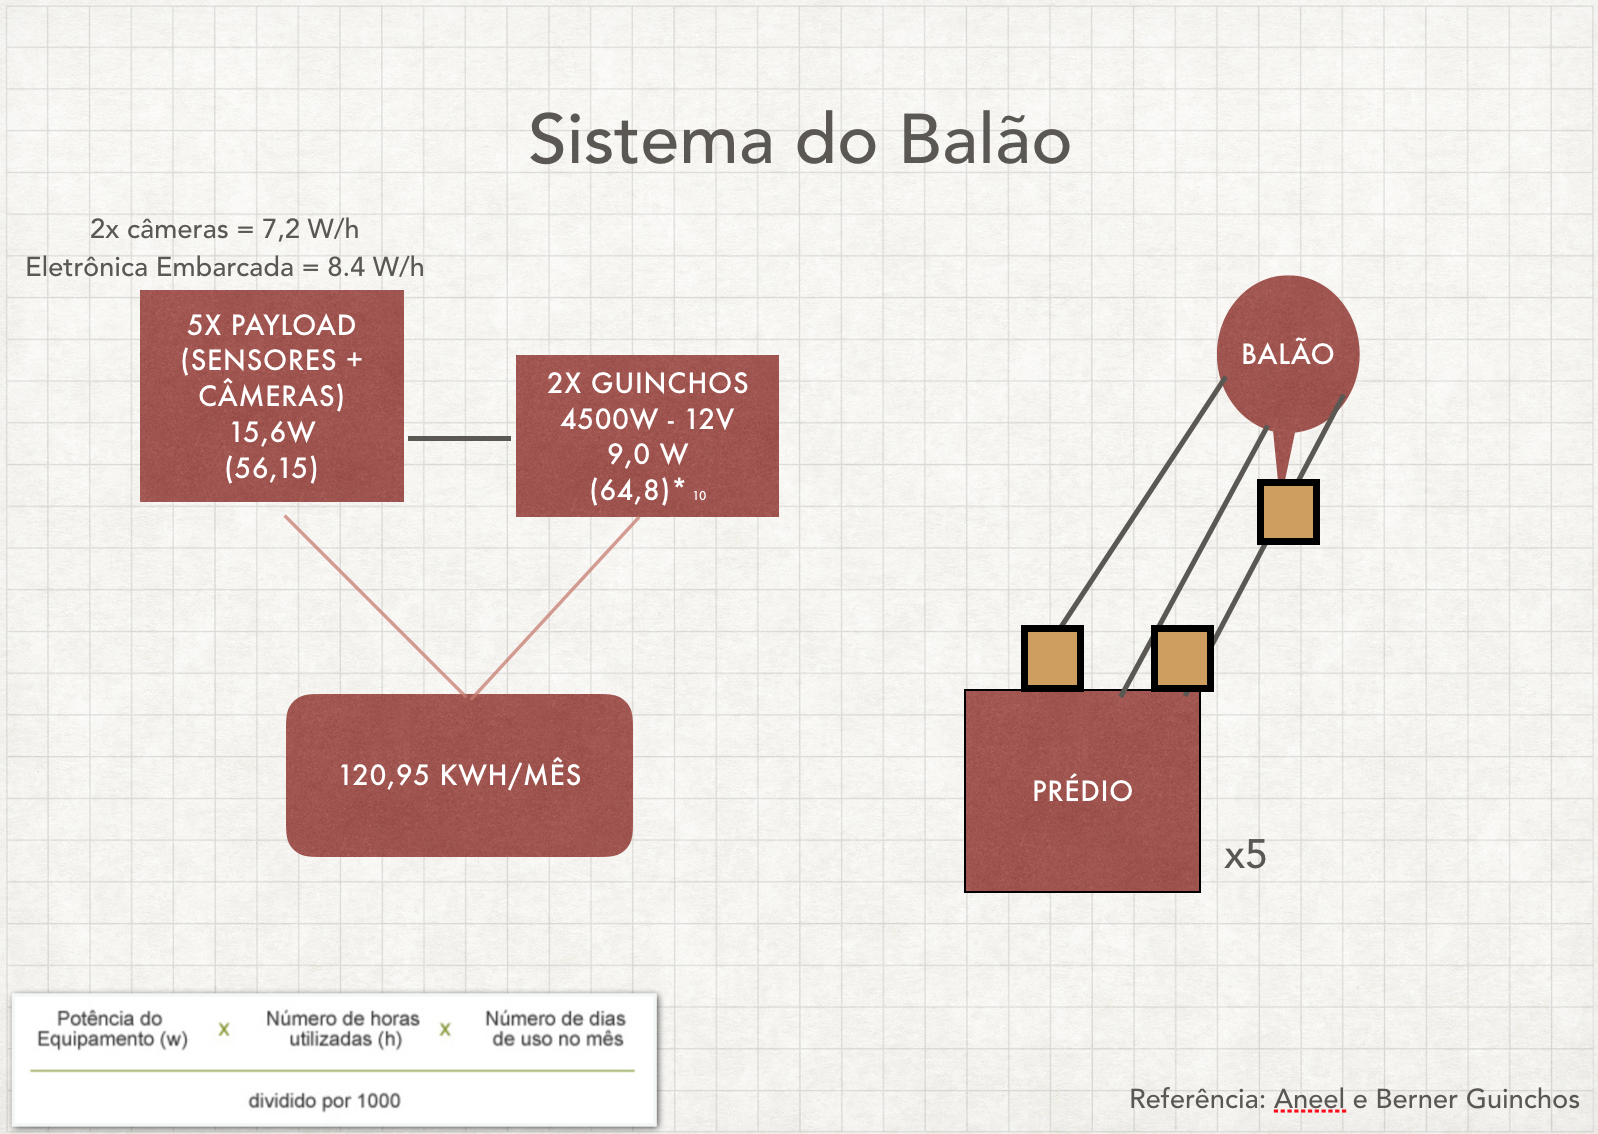 Sistema do Balão
2x câmeras = 7,2 W/h
Eletrônica Embarcada = 8.4 W/h
5X PAYLOAD
(SENSORES +
CÂMERAS)
15,6W
(56,15)
2X GUINCHOS
4500W - 12V
9,0 W
(64,8)* 10
120,95 KWH/MÊS
BALÃO
PRÉDIO
x5
Potência do
Equipamento (w)
x
Número de horas
utilizadas (h)
x
Número de dias
de uso no mês
dividido por 1000
Referência: Aneel e Berner Guinchos